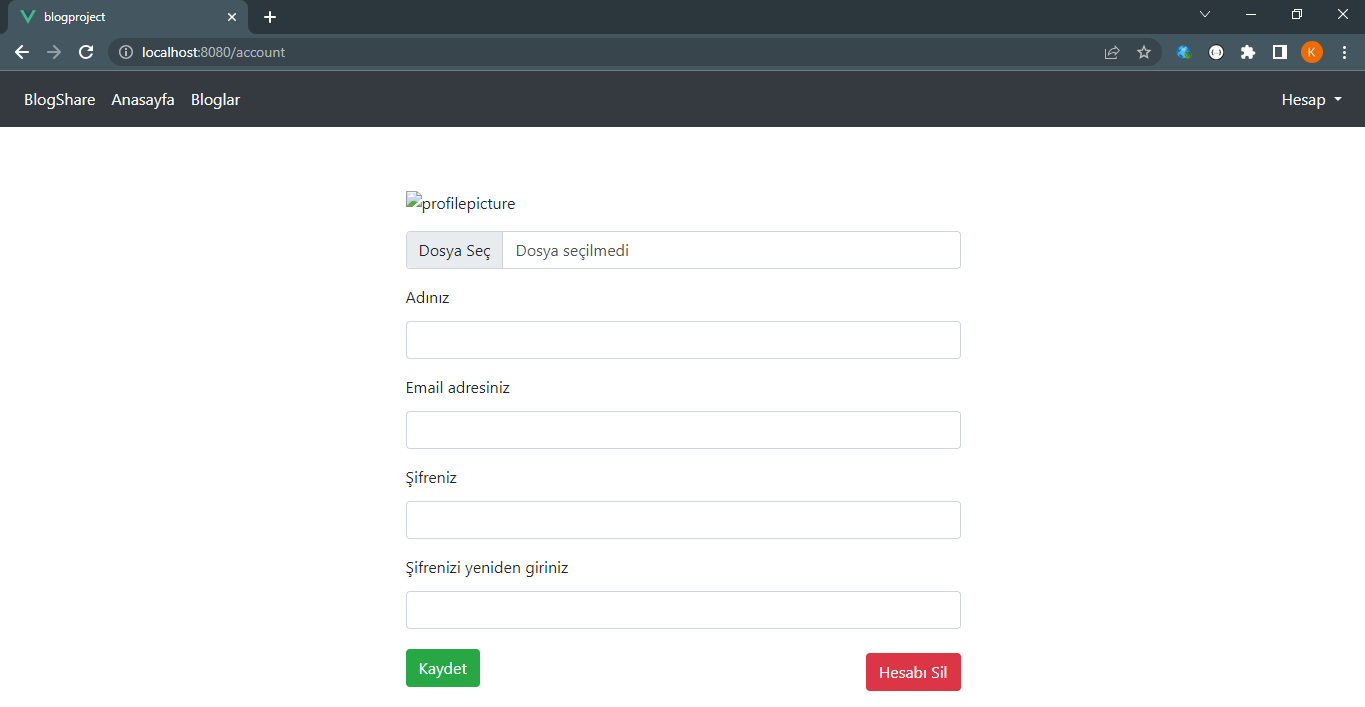 blogproject
localhost:8080/account
K
BlogShare Anasayfa Bloglar Hesap
profilepicture
Dosya Seç Dosya seçilmedi
Adınız
Email adresiniz
Şifreniz
Şifrenizi yeniden giriniz
Kaydet Hesabı Sil